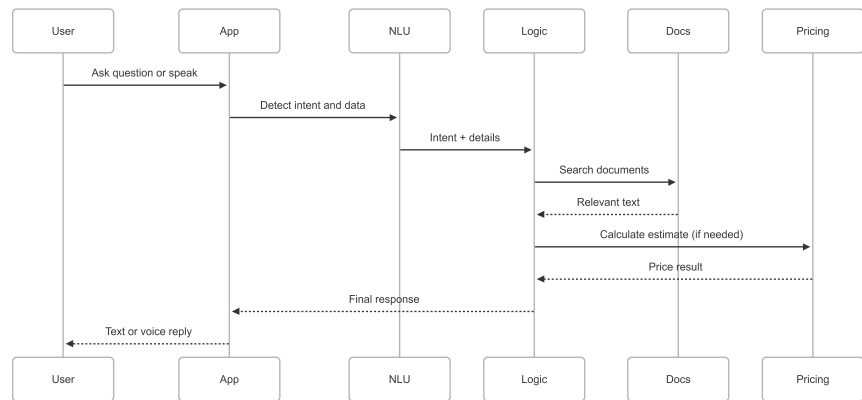 User
App
NLU
Logic
Docs
Pricing
Ask question or speak
Detect intent and data
Intent + details
Search documents
Relevant text
Calculate estimate (if needed)
Price result
Final response
Text or voice reply
User
App
NLU
Logic
Docs
Pricing